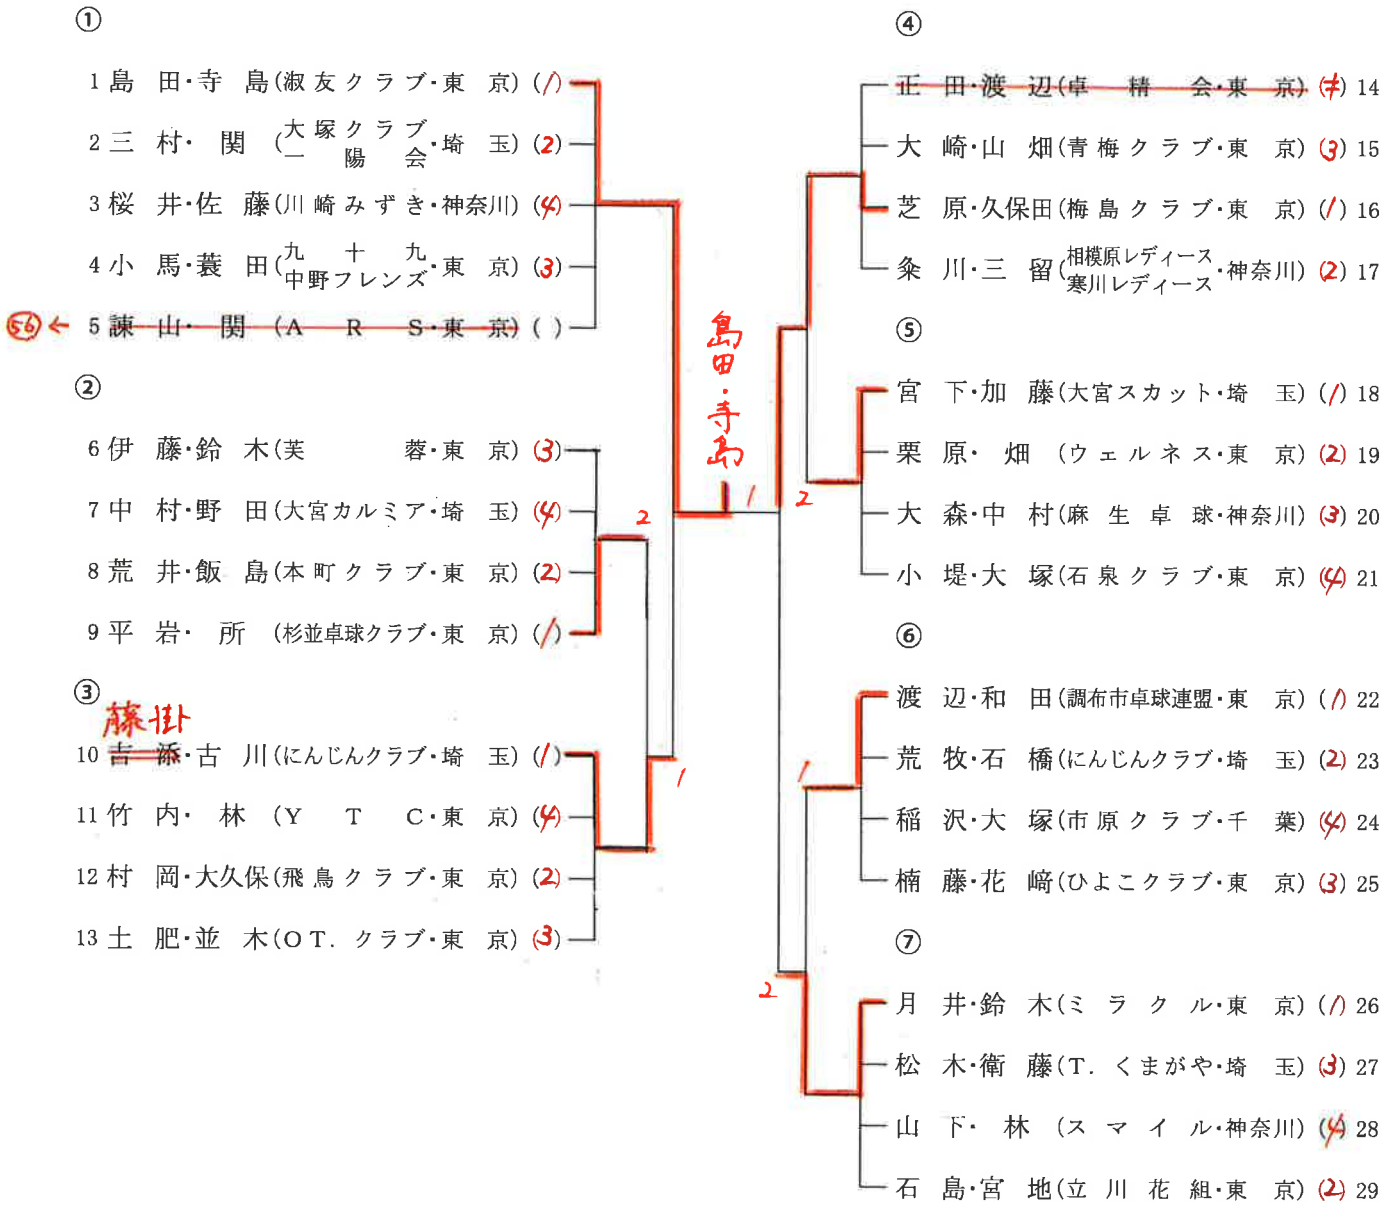 ①
1 島田・寺島(淑友クラブ・東京)(1)
2 三村・関(大塚クラブ 一陽会・埼玉)(2)
3 桜井・佐藤(川崎みずき・神奈川)(4)
4 小馬・蓑田(九十九 中野フレンズ・東京)(3)
56 ← 5 諫山・関(ARS・東京)( )
②
6 伊藤・鈴木(芙蓉・東京)(3)
7 中村・野田(大宮カルミア・埼玉)(4)
8 荒井・飯島(本町クラブ・東京)(2)
9 平岩・所(杉並卓球クラブ・東京)(1)
2
③
藤掛
10 吉添・古川(にんじんクラブ・埼玉)(1)
11 竹内・林(YTC・東京)(4)
12 村岡・大久保(飛鳥クラブ・東京)(2)
13 土肥・並木(OT.クラブ・東京)(3)
1
島田・寺島
1
2
④
正田・渡辺(卓精会・東京) 14
大崎・山畑(青梅クラブ・東京)(3) 15
芝原・久保田(梅島クラブ・東京)(1) 16
粂川・三留(相模原レディース 寒川レディース・神奈川)(2) 17
⑤
宮下・加藤(大宮スカット・埼玉)(1) 18
栗原・畑(ウェルネス・東京)(2) 19
大森・中村(麻生卓球・神奈川)(3) 20
小堤・大塚(石泉クラブ・東京)(4) 21
2
⑥
渡辺・和田(調布市卓球連盟・東京)(1) 22
荒牧・石橋(にんじんクラブ・埼玉)(2) 23
稲沢・大塚(市原クラブ・千葉)(4) 24
楠藤・花﨑(ひよこクラブ・東京)(3) 25
1
⑦
月井・鈴木(ミラクル・東京)(1) 26
松木・衛藤(T.くまがや・埼玉)(3) 27
山下・林(スマイル・神奈川)(4) 28
石島・宮地(立川花組・東京)(2) 29